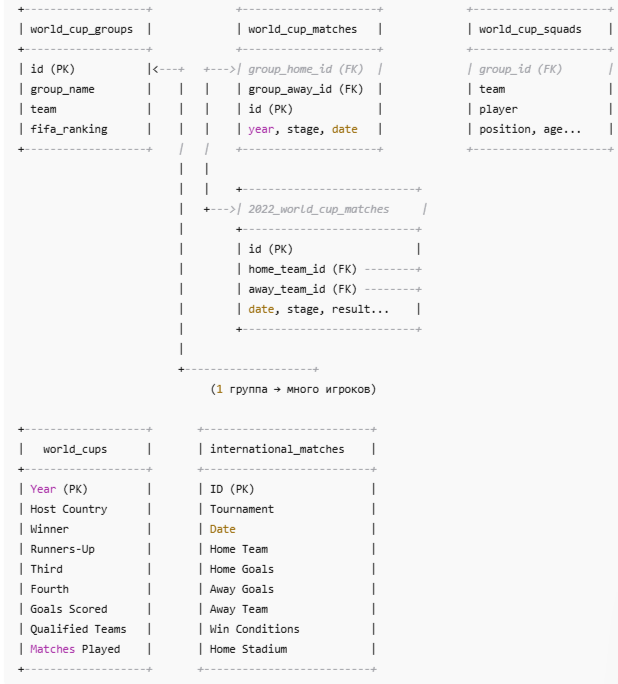 +-------------------+ +---------------------+ +---------------------+
| world_cup_groups | | world_cup_matches | | world_cup_squads |
+-------------------+ +---------------------+ +---------------------+
| id (PK) |<---+ +--->| group_home_id (FK) | | group_id (FK) |
| group_name | | | | group_away_id (FK) | | team |
| team | | | | id (PK) | | player |
| fifa_ranking | | | | year, stage, date | | position, age... |
+-------------------+ | | +---------------------+ +---------------------+
| |
| | +--------------------------+
| +--->| 2022_world_cup_matches |
| +--------------------------+
| | id (PK) |
| | home_team_id (FK) --------+
| | away_team_id (FK) --------+
| | date, stage, result... |
| +--------------------------+
|
+-------------------+
(1 группа → много игроков)
+-------------------+ +--------------------------+
| world_cups | | international_matches |
+-------------------+ +--------------------------+
| Year (PK) | | ID (PK) |
| Host Country | | Tournament |
| Winner | | Date |
| Runners-Up | | Home Team |
| Third | | Home Goals |
| Fourth | | Away Goals |
| Goals Scored | | Away Team |
| Qualified Teams | | Win Conditions |
| Matches Played | | Home Stadium |
+-------------------+ +--------------------------+